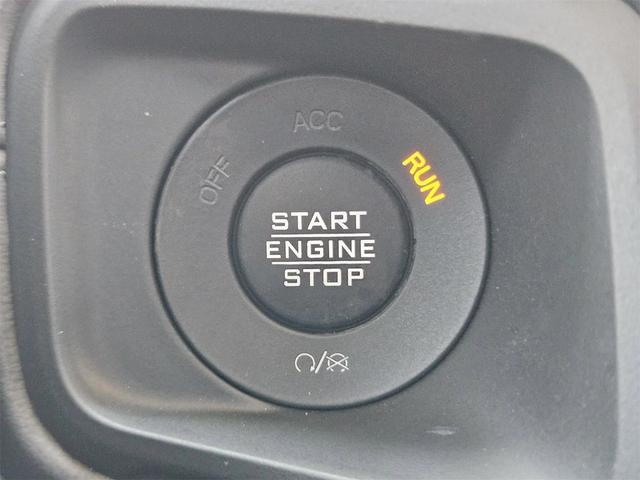 ACC
OFF
RUN
START
ENGINE
STOP